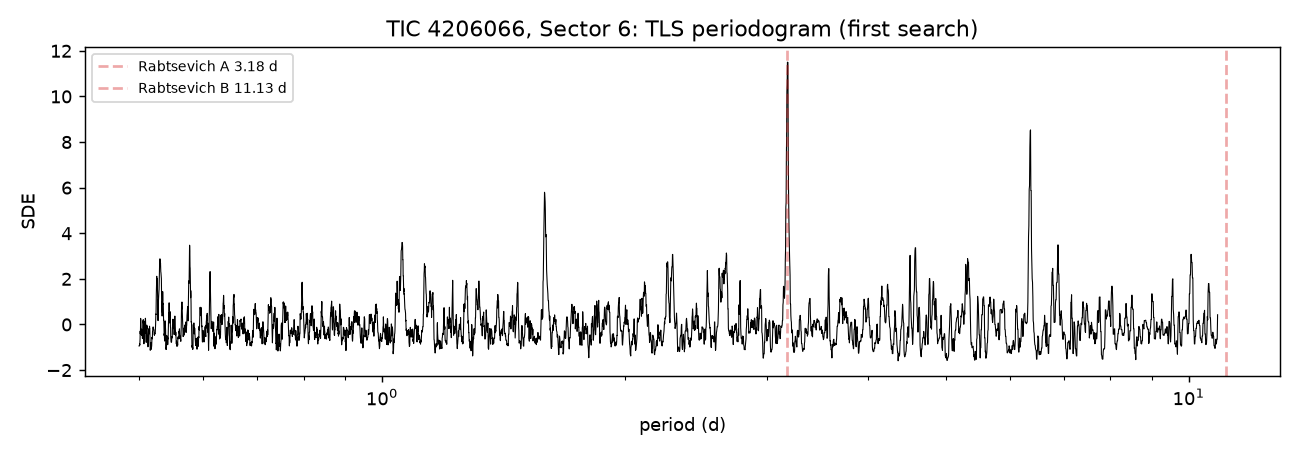 TIC 4206066, Sector 6: TLS periodogram (first search)
Rabtsevich A 3.18 d
Rabtsevich B 11.13 d
12
10
8
6
4
2
0
−2
SDE
10⁰
10¹
period (d)